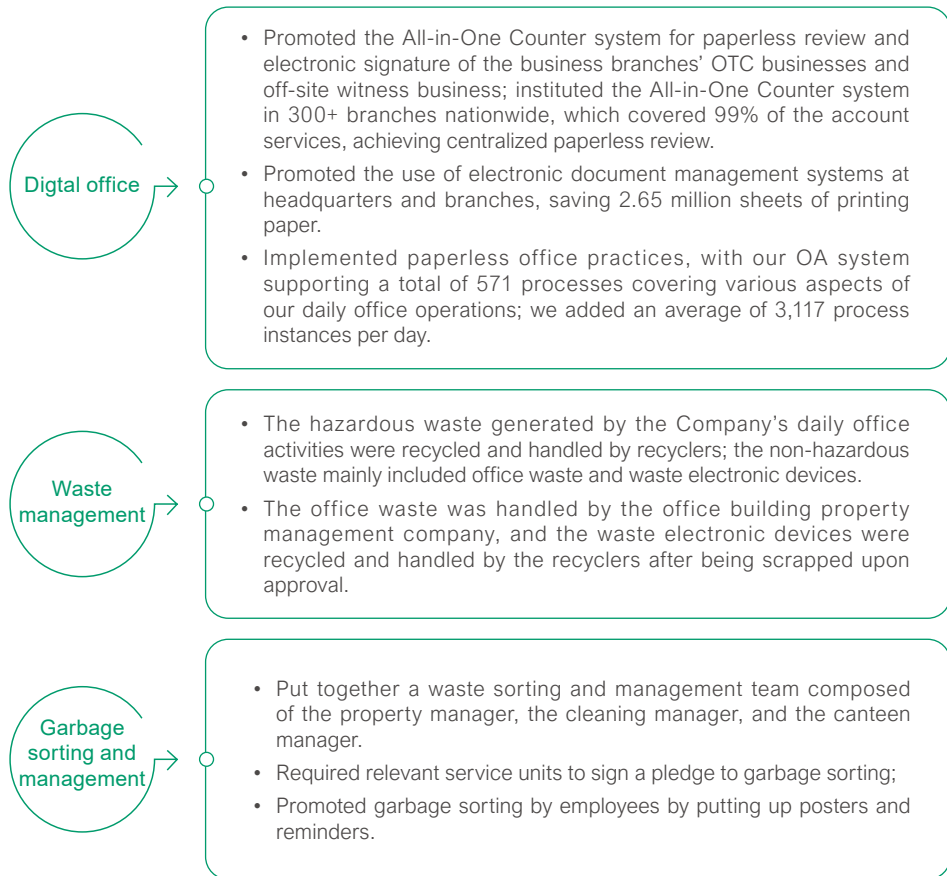 Digtal office
• Promoted the All-in-One Counter system for paperless review and
electronic signature of the business branches' OTC businesses and
off-site witness business; instituted the All-in-One Counter system
in 300+ branches nationwide, which covered 99% of the account
services, achieving centralized paperless review.
• Promoted the use of electronic document management systems at
headquarters and branches, saving 2.65 million sheets of printing
paper.
• Implemented paperless office practices, with our OA system
supporting a total of 571 processes covering various aspects of
our daily office operations; we added an average of 3,117 process
instances per day.
Waste
management
• The hazardous waste generated by the Company's daily office
activities were recycled and handled by recyclers; the non-hazardous
waste mainly included office waste and waste electronic devices.
• The office waste was handled by the office building property
management company, and the waste electronic devices were
recycled and handled by the recyclers after being scrapped upon
approval.
Garbage
sorting and
management
• Put together a waste sorting and management team composed
of the property manager, the cleaning manager, and the canteen
manager.
• Required relevant service units to sign a pledge to garbage sorting;
• Promoted garbage sorting by employees by putting up posters and
reminders.